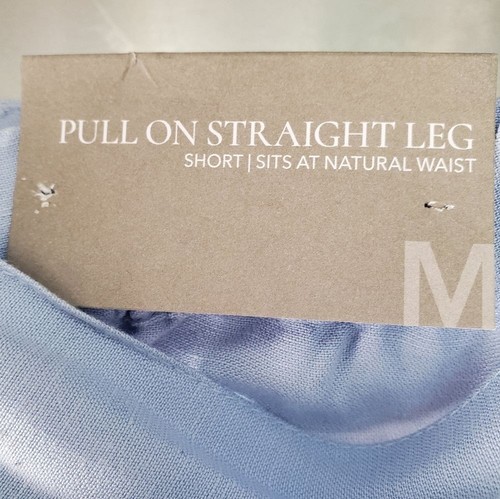 PULL ON STRAIGHT LEG
SHORT | SITS AT NATURAL WAIST
M